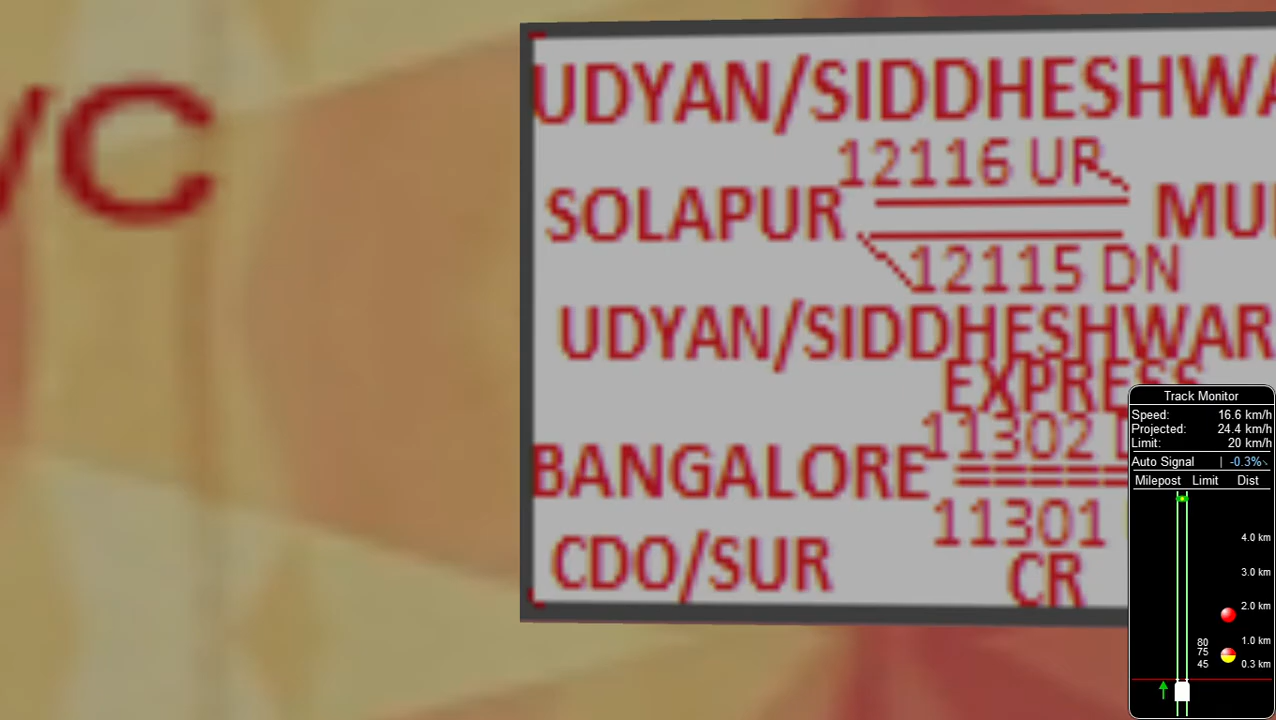 /C
UDYAN/SIDDHESHWA
12116 UR
SOLAPUR
12115 DN
UDYAN/SIDDHESHWAR
EXPRESS
11302
BANGALORE
11301
CDO/SUR
CR
Track Monitor
Speed: 16.6 km/h
Projected: 24.4 km/h
Limit: 20 km/h
Auto Signal | -0.3%
Milepost Limit Dist
4.0 km
3.0 km
2.0 km
80 1.0 km
75
45 0.3 km